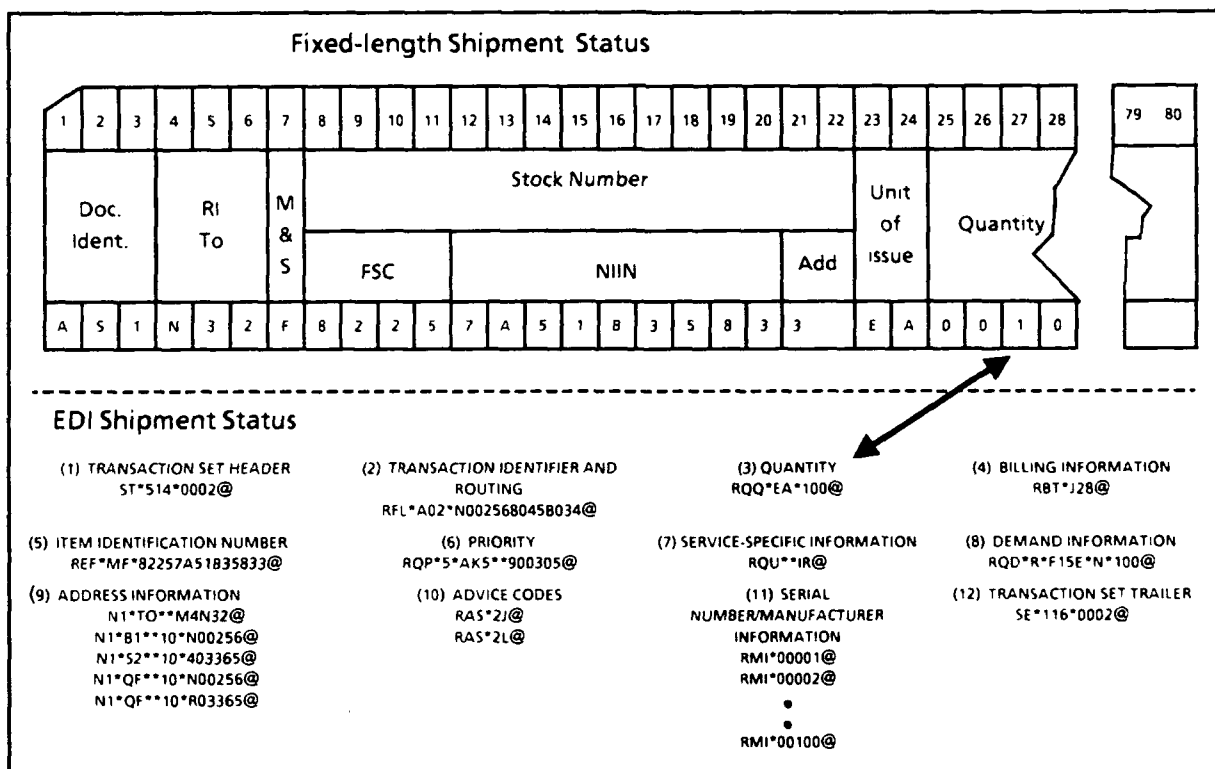 Fixed-length Shipment Status
1 2 3 4 5 6 7 8 9 10 11 12 13 14 15 16 17 18 19 20 21 22 23 24 25 26 27 28 79 80
Doc.
Ident.
RI
To
M
&
S
Stock Number
FSC
NIIN
Add
Unit
of
issue
Quantity
A S 1 N 3 2 F 8 2 2 5 7 A 5 1 B 3 5 8 3 3 E A 0 0 1 0
EDI Shipment Status
(1) TRANSACTION SET HEADER
ST*514*0002@
(2) TRANSACTION IDENTIFIER AND
ROUTING
RFL*A02*N002568045B034@
(3) QUANTITY
RQQ*EA*100@
(4) BILLING INFORMATION
RBT*J28@
(5) ITEM IDENTIFICATION NUMBER
REF*MF*82257A51B35833@
(6) PRIORITY
RQP*5*AK5**900305@
(7) SERVICE-SPECIFIC INFORMATION
RQU**IR@
(8) DEMAND INFORMATION
RQD*R*F15E*N*100@
(9) ADDRESS INFORMATION
N1*TO**M4N32@
N1*B1**10*N00256@
N1*S2**10*403365@
N1*QF**10*N00256@
N1*QF**10*R03365@
(10) ADVICE CODES
RAS*2J@
RAS*2L@
(11) SERIAL
NUMBER/MANUFACTURER
INFORMATION
RMI*00001@
RMI*00002@
•
•
RMI*00100@
(12) TRANSACTION SET TRAILER
SE*116*0002@